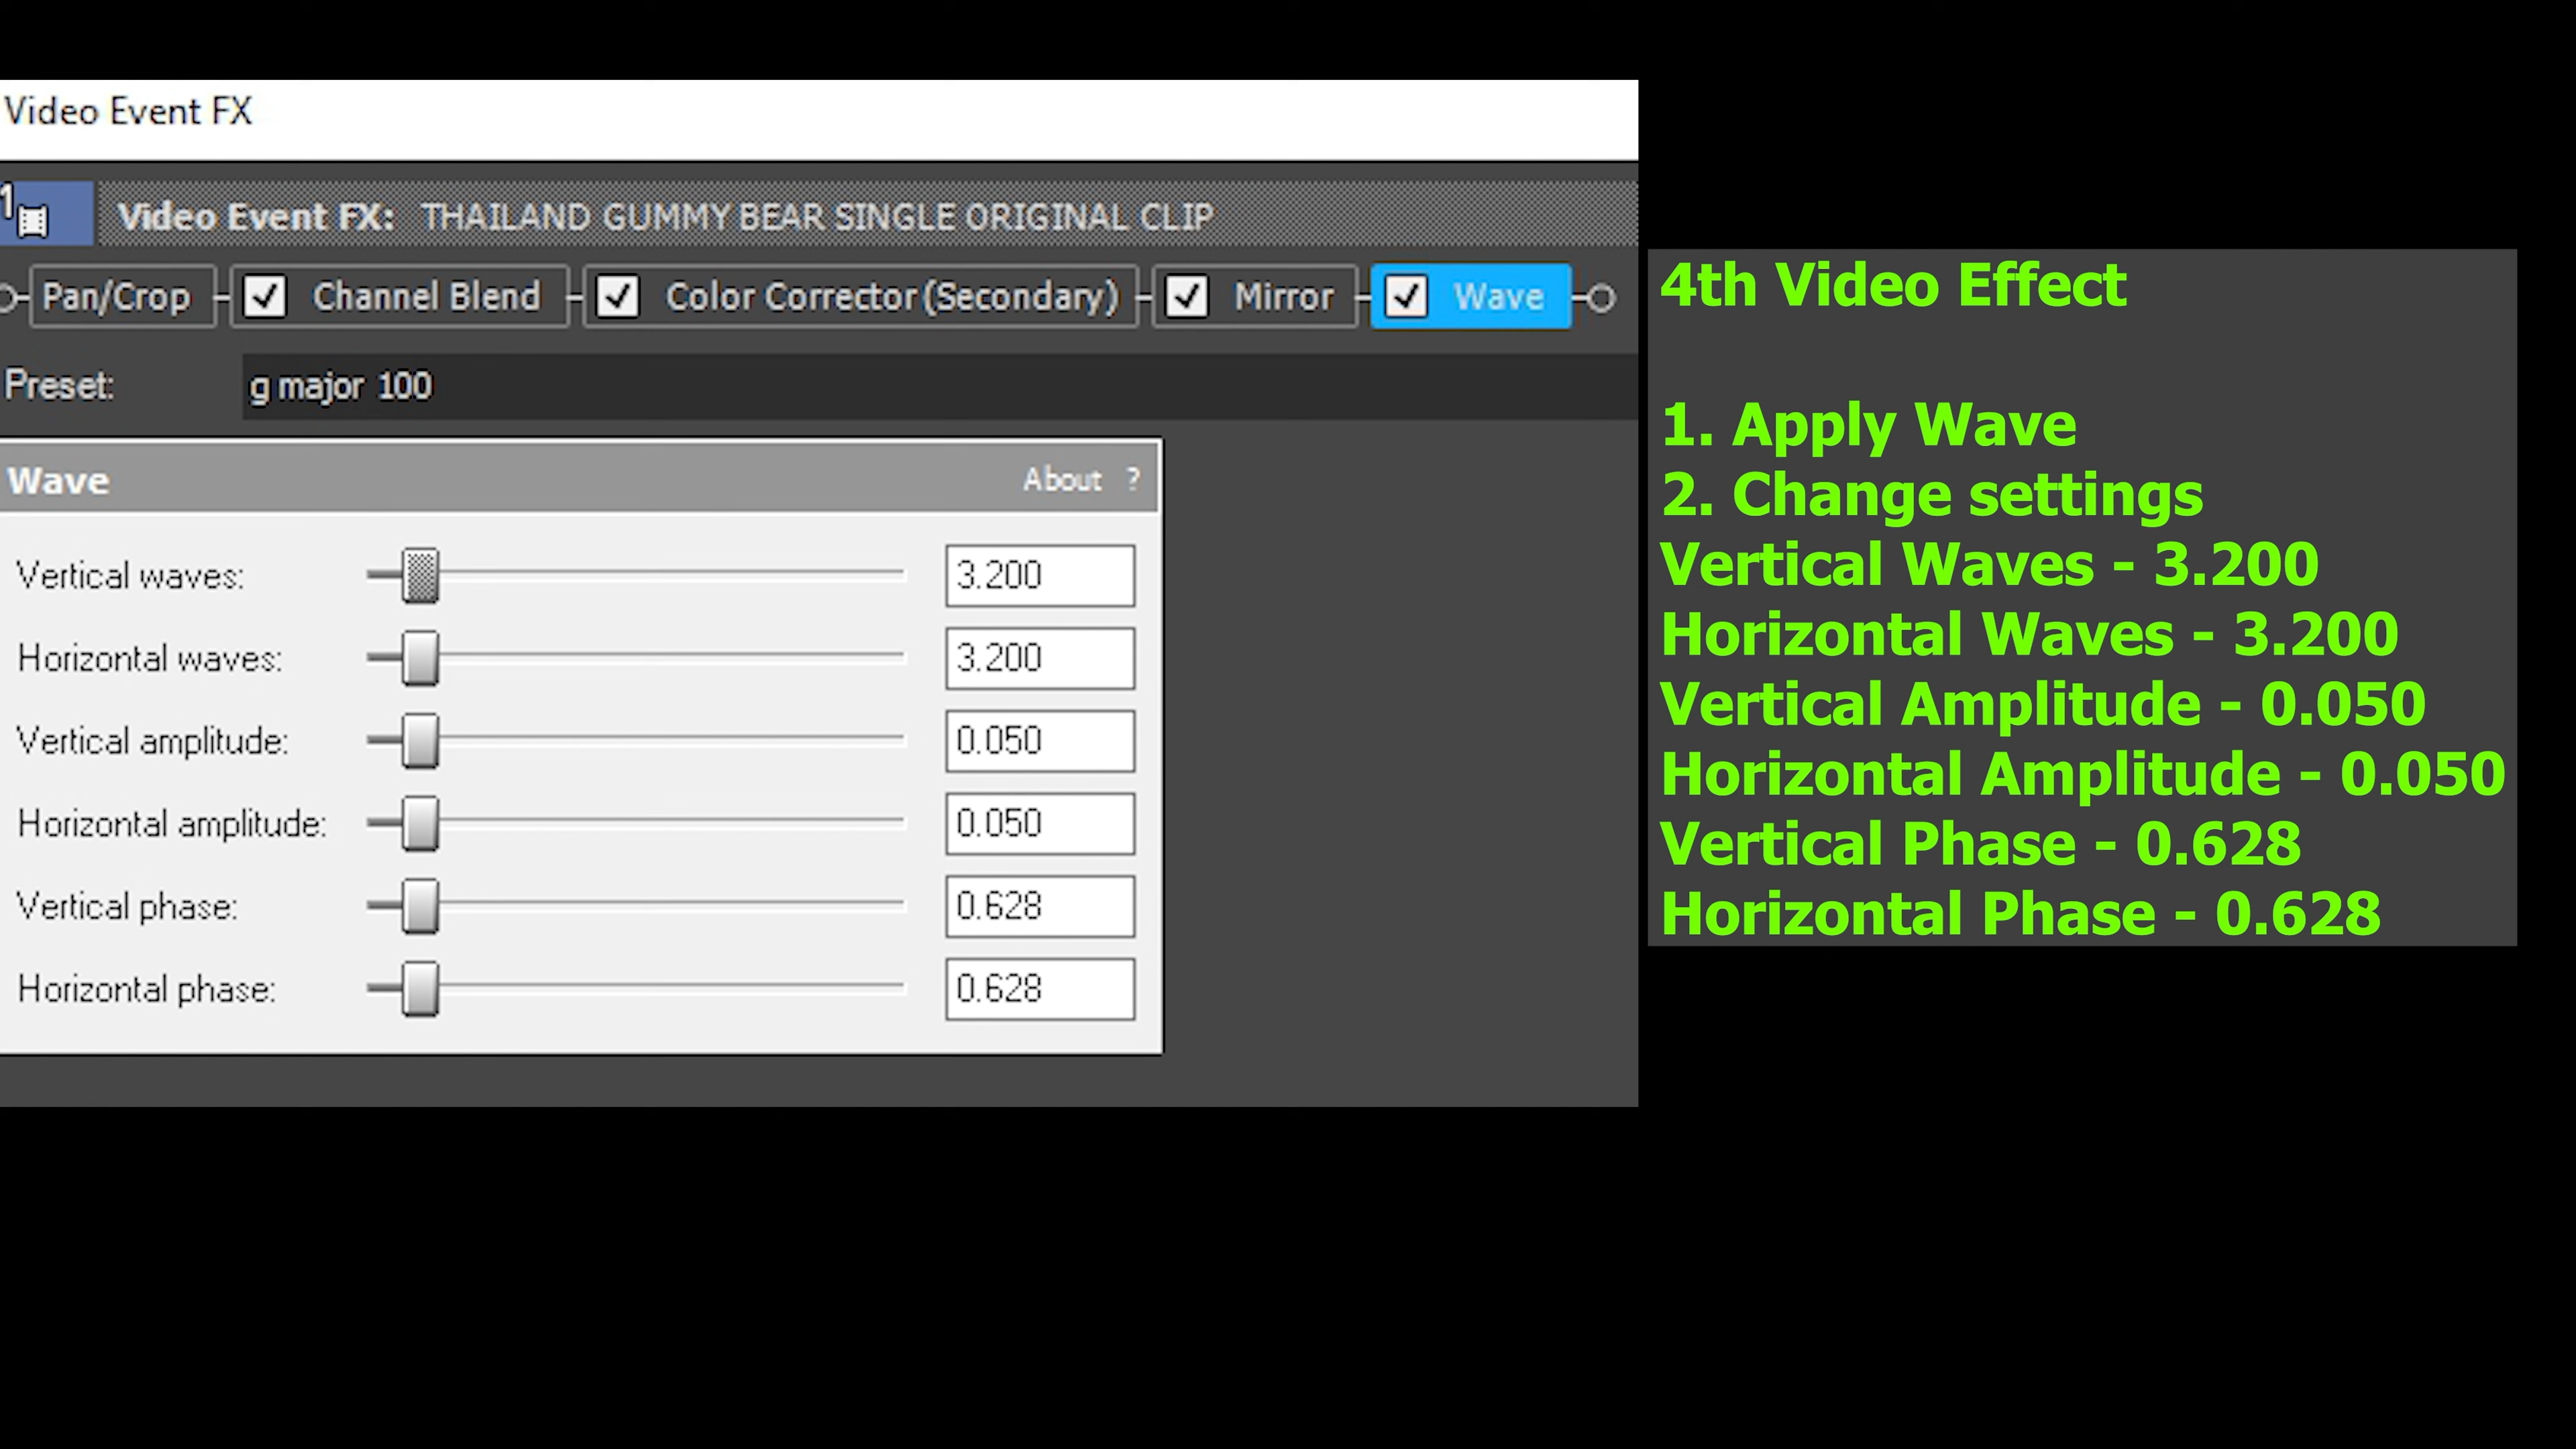 Video Event FX
1
Video Event FX: THAILAND GUMMY BEAR SINGLE ORIGINAL CLIP
Pan/Crop Channel Blend Color Corrector (Secondary) Mirror Wave
Preset: g major 100
Wave About ?
Vertical waves: 3.200
Horizontal waves: 3.200
Vertical amplitude: 0.050
Horizontal amplitude: 0.050
Vertical phase: 0.628
Horizontal phase: 0.628
4th Video Effect
1. Apply Wave
2. Change settings
Vertical Waves - 3.200
Horizontal Waves - 3.200
Vertical Amplitude - 0.050
Horizontal Amplitude - 0.050
Vertical Phase - 0.628
Horizontal Phase - 0.628